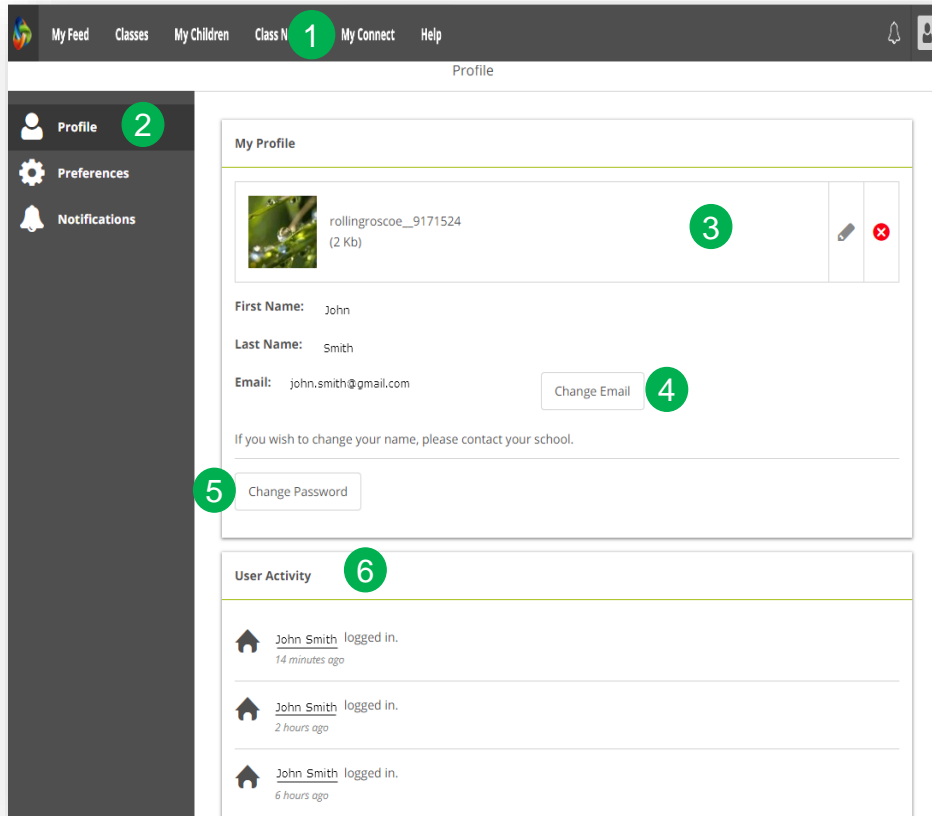 My Feed Classes My Children Class N 1 My Connect Help
Profile
Profile 2
Preferences
Notifications
My Profile
rollingroscoe__9171524
(2 Kb)
3
First Name: John
Last Name: Smith
Email: john.smith@gmail.com
Change Email 4
If you wish to change your name, please contact your school.
5 Change Password
User Activity 6
John Smith logged in.
14 minutes ago
John Smith logged in.
2 hours ago
John Smith logged in.
6 hours ago